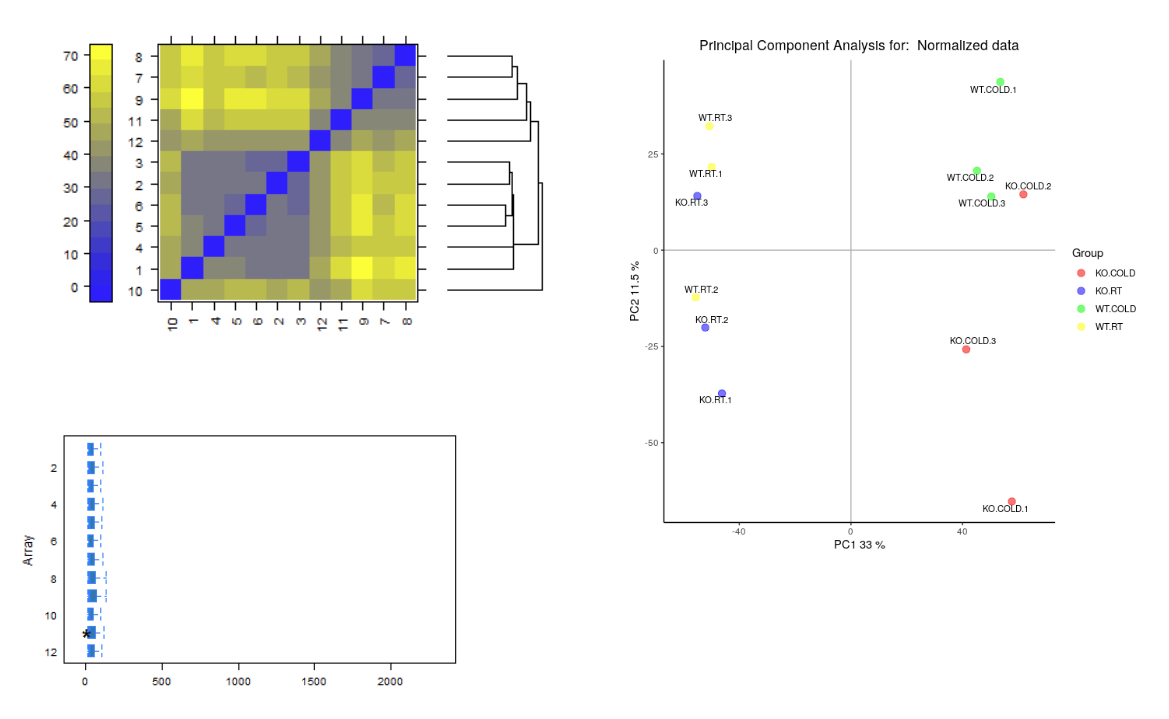 70
60
50
40
30
20
10
0
8
7
9
11
12
3
2
6
5
4
1
10
10
1
4
5
6
2
3
12
11
9
7
8
Principal Component Analysis for: Normalized data
WT.COLD.1
WT.RT.3
WT.RT.1
KO.RT.3
WT.COLD.2
KO.COLD.2
WT.COLD.3
WT.RT.2
KO.RT.2
KO.COLD.3
KO.RT.1
KO.COLD.1
25
0
-25
-50
PC2 11.5 %
-40
0
40
PC1 33 %
Group
KO.COLD
KO.RT
WT.COLD
WT.RT
Array
2
4
6
8
10
*
12
0
500
1000
1500
2000